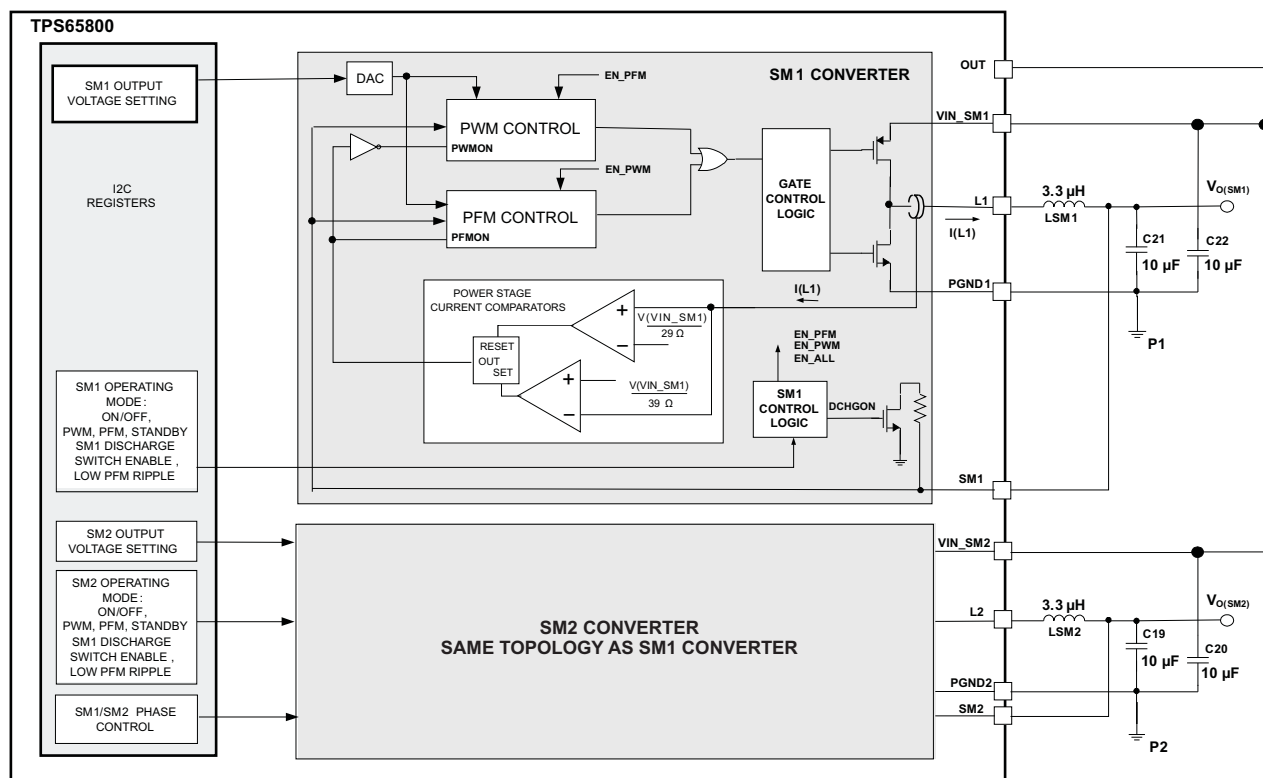 TPS65800
SM1 OUTPUT
VOLTAGE SETTING
I2C
REGISTERS
SM1 OPERATING
MODE:
ON/OFF,
PWM, PFM, STANDBY
SM1 DISCHARGE
SWITCH ENABLE ,
LOW PFM RIPPLE
SM2 OUTPUT
VOLTAGE SETTING
SM2 OPERATING
MODE:
ON/OFF,
PWM, PFM, STANDBY
SM1 DISCHARGE
SWITCH ENABLE ,
LOW PFM RIPPLE
SM1/SM2 PHASE
CONTROL
DAC
EN_PFM
SM1 CONVERTER
PWM CONTROL
PWMON
EN_PWM
PFM CONTROL
PFMON
GATE
CONTROL
LOGIC
POWER STAGE
CURRENT COMPARATORS
I(L1)
+
−
V(VIN_SM1)
29 Ω
RESET
OUT
SET
+
−
V(VIN_SM1)
39 Ω
EN_PFM
EN_PWM
EN_ALL
SM1
CONTROL
LOGIC
DCHGON
SM2 CONVERTER
SAME TOPOLOGY AS SM1 CONVERTER
OUT
VIN_SM1
L1
I(L1)
PGND1
SM1
VIN_SM2
L2
PGND2
SM2
3.3 µH
LSM1
VO(SM1)
C21
10 µF
C22
10 µF
P1
3.3 µH
LSM2
VO(SM2)
C19
10 µF
C20
10 µF
P2